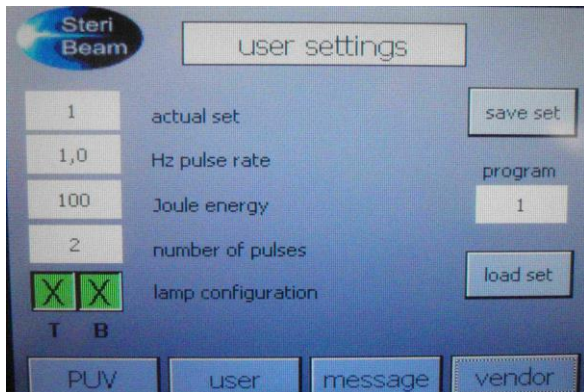 Steri
Beam
user settings
1 actual set
save set
1,0 Hz pulse rate
program
100 Joule energy
1
2 number of pulses
load set
X X lamp configuration
T B
PUV user message vendor